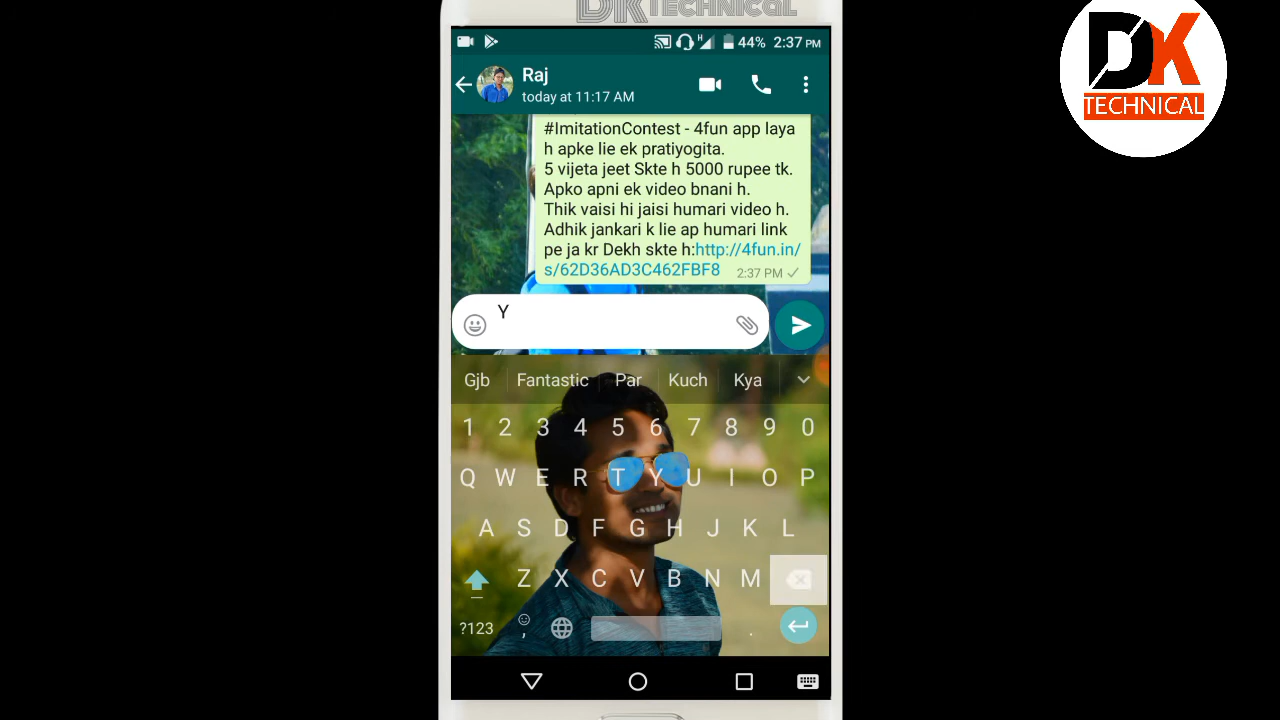 DK TECHNICAL
DK
TECHNICAL
44% 2:37 PM
Raj
today at 11:17 AM
#ImitationContest - 4fun app laya
h apke lie ek pratiyogita.
5 vijeta jeet Skte h 5000 rupee tk.
Apko apni ek video bnani h.
Thik vaisi hi jaisi humari video h.
Adhik jankari k lie ap humari link
pe ja kr Dekh skte h:http://4fun.in/
s/62D36AD3C462FBF8 2:37 PM
Y
Gjb Fantastic Par Kuch Kya
1 2 3 4 5 6 7 8 9 0
Q W E R T Y U I O P
A S D F G H J K L
Z X C V B N M
?123 , .